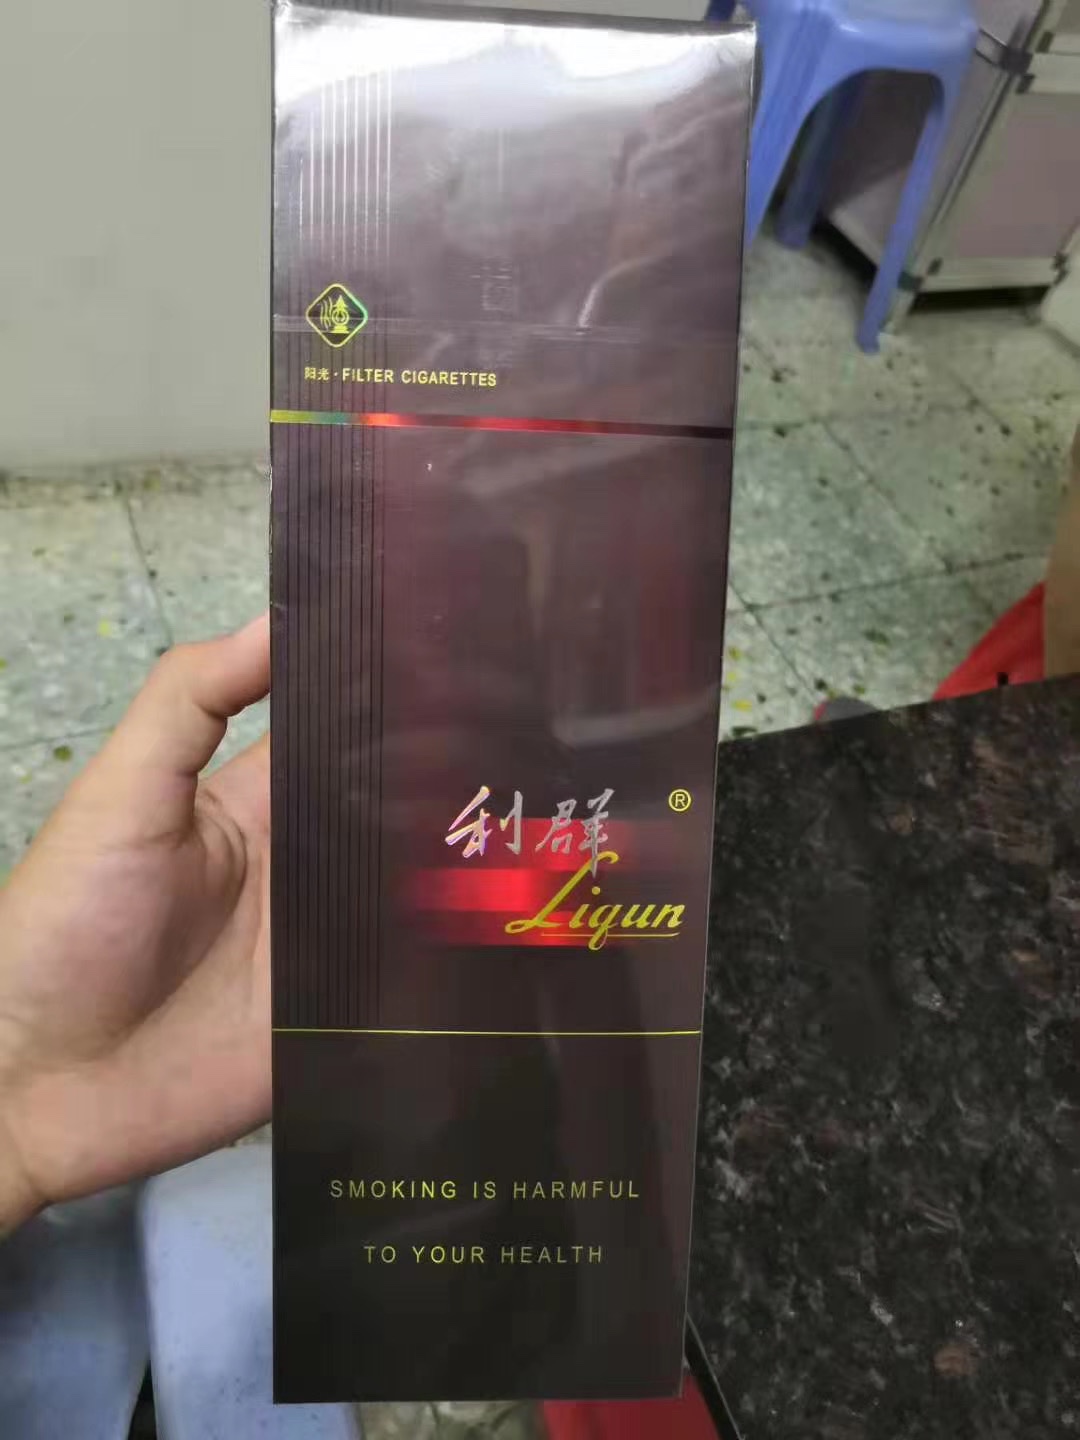 阳光·FILTER CIGARETTES
利群®
Liqun
SMOKING IS HARMFUL
TO YOUR HEALTH